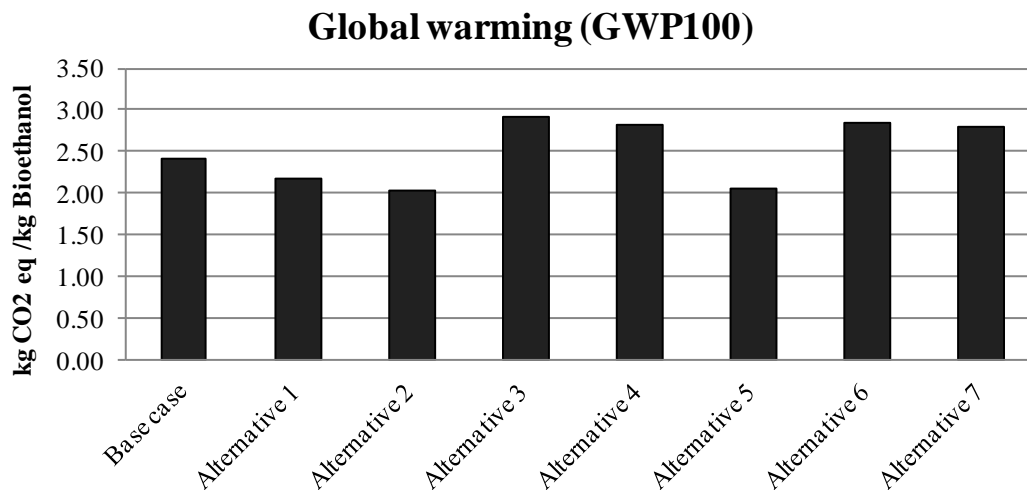 Global warming (GWP100)
kg CO2 eq /kg Bioethanol
3.50
3.00
2.50
2.00
1.50
1.00
0.50
0.00
Base case
Alternative 1
Alternative 2
Alternative 3
Alternative 4
Alternative 5
Alternative 6
Alternative 7